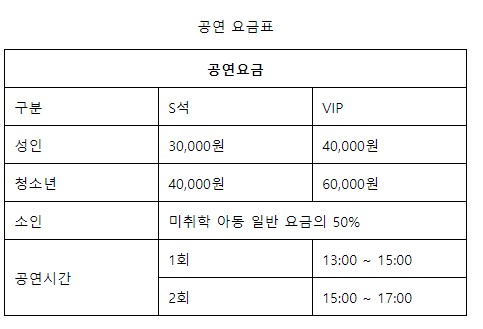 공연 요금표
공연요금
구분 S석 VIP
성인 30,000원 40,000원
청소년 40,000원 60,000원
소인 미취학 아동 일반 요금의 50%
공연시간 1회 13:00 ~ 15:00
2회 15:00 ~ 17:00